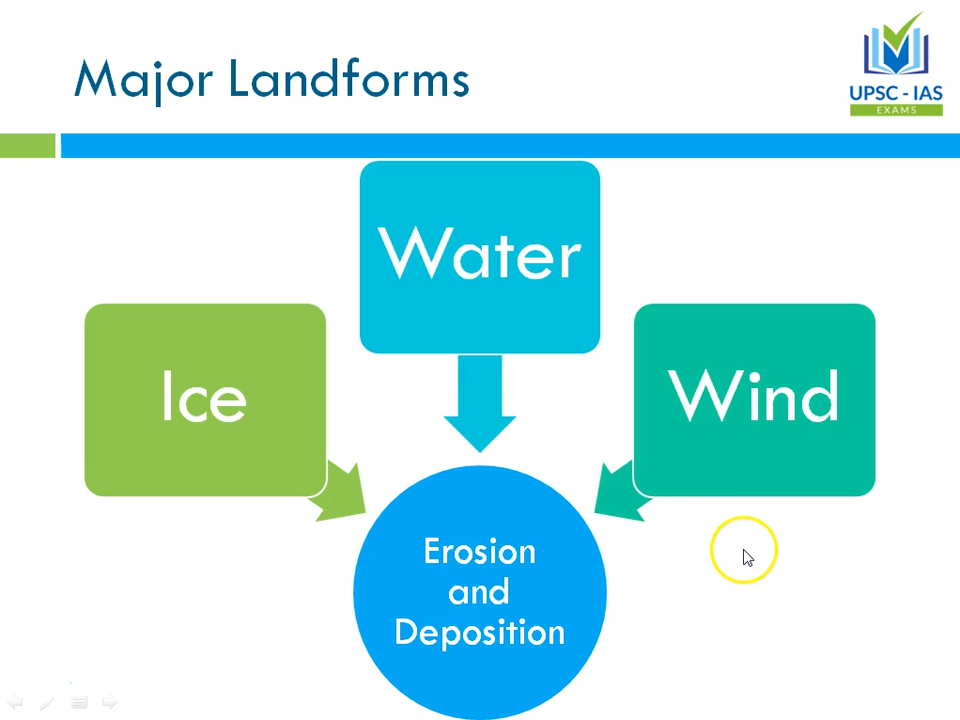 Major Landforms
UPSC - IAS
EXAMS
Water
Ice
Wind
Erosion
and
Deposition